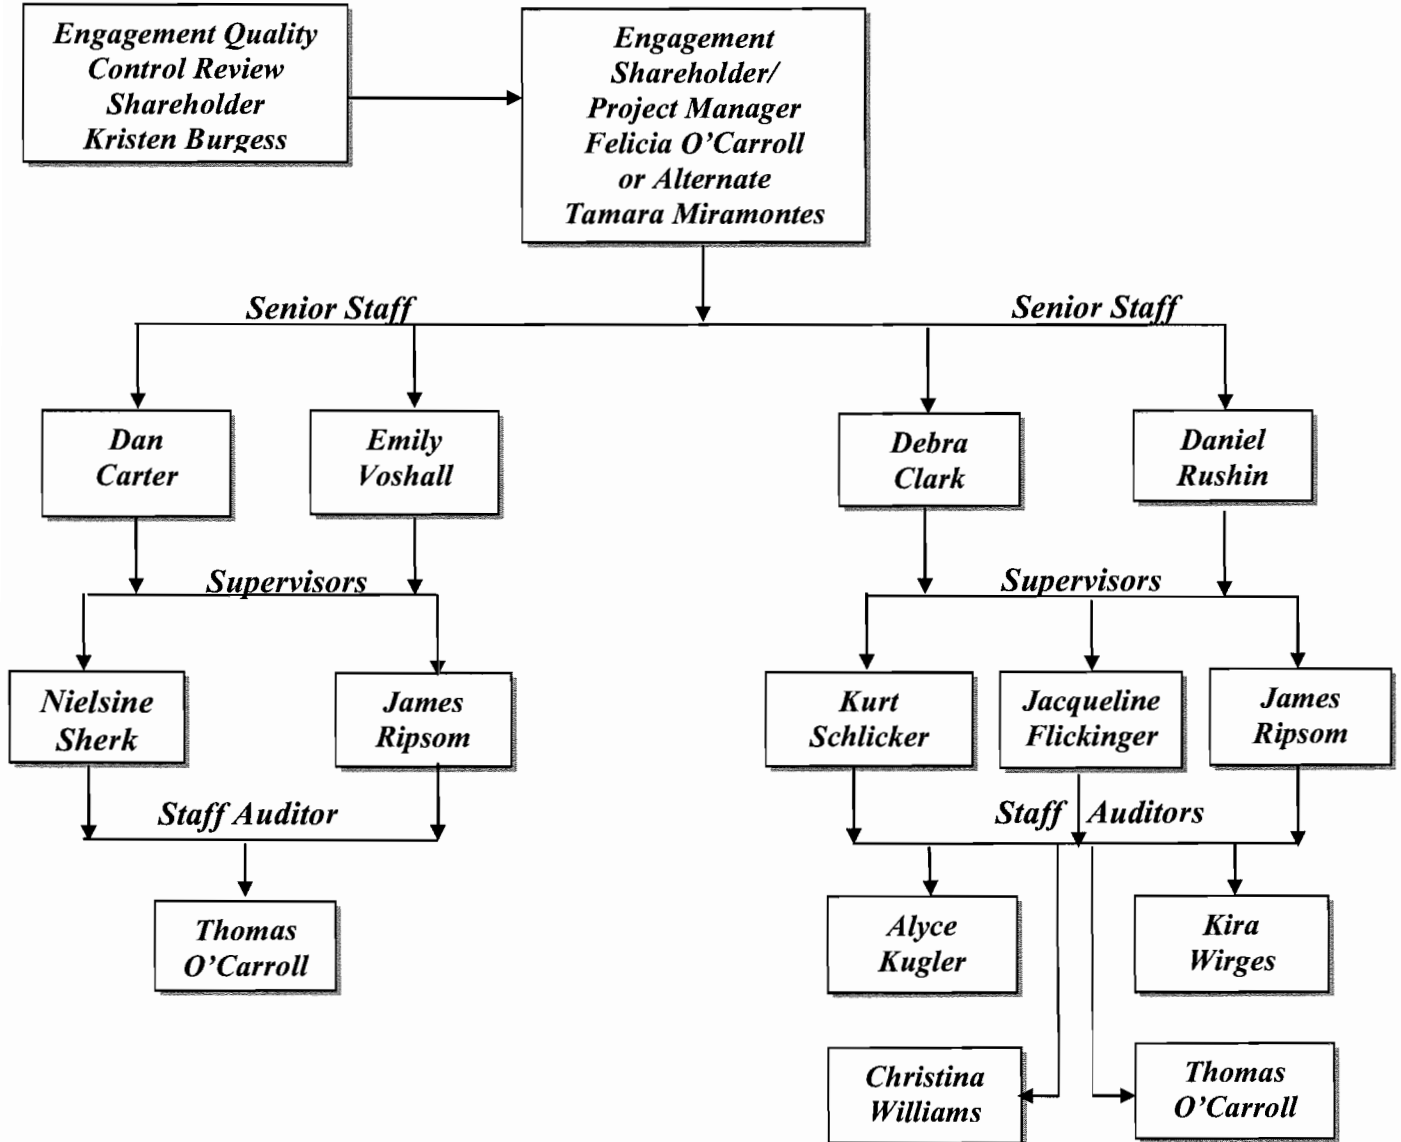 Engagement Quality
Control Review
Shareholder
Kristen Burgess
Engagement
Shareholder/
Project Manager
Felicia O'Carroll
or Alternate
Tamara Miramontes
Senior Staff
Senior Staff
Dan
Carter
Emily
Voshall
Debra
Clark
Daniel
Rushin
Supervisors
Supervisors
Nielsine
Sherk
James
Ripsom
Kurt
Schlicker
Jacqueline
Flickinger
James
Ripsom
Staff Auditor
Staff Auditors
Thomas
O'Carroll
Alyce
Kugler
Kira
Wirges
Christina
Williams
Thomas
O'Carroll